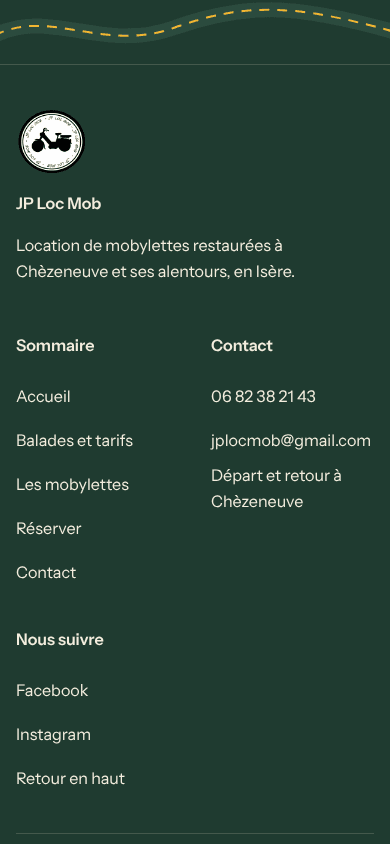 JP Loc Mob
Location de mobylettes restaurées à
Chèzeneuve et ses alentours, en Isère.
Sommaire
Accueil
Balades et tarifs
Les mobylettes
Réserver
Contact
Contact
06 82 38 21 43
jplocmob@gmail.com
Départ et retour à
Chèzeneuve
Nous suivre
Facebook
Instagram
Retour en haut